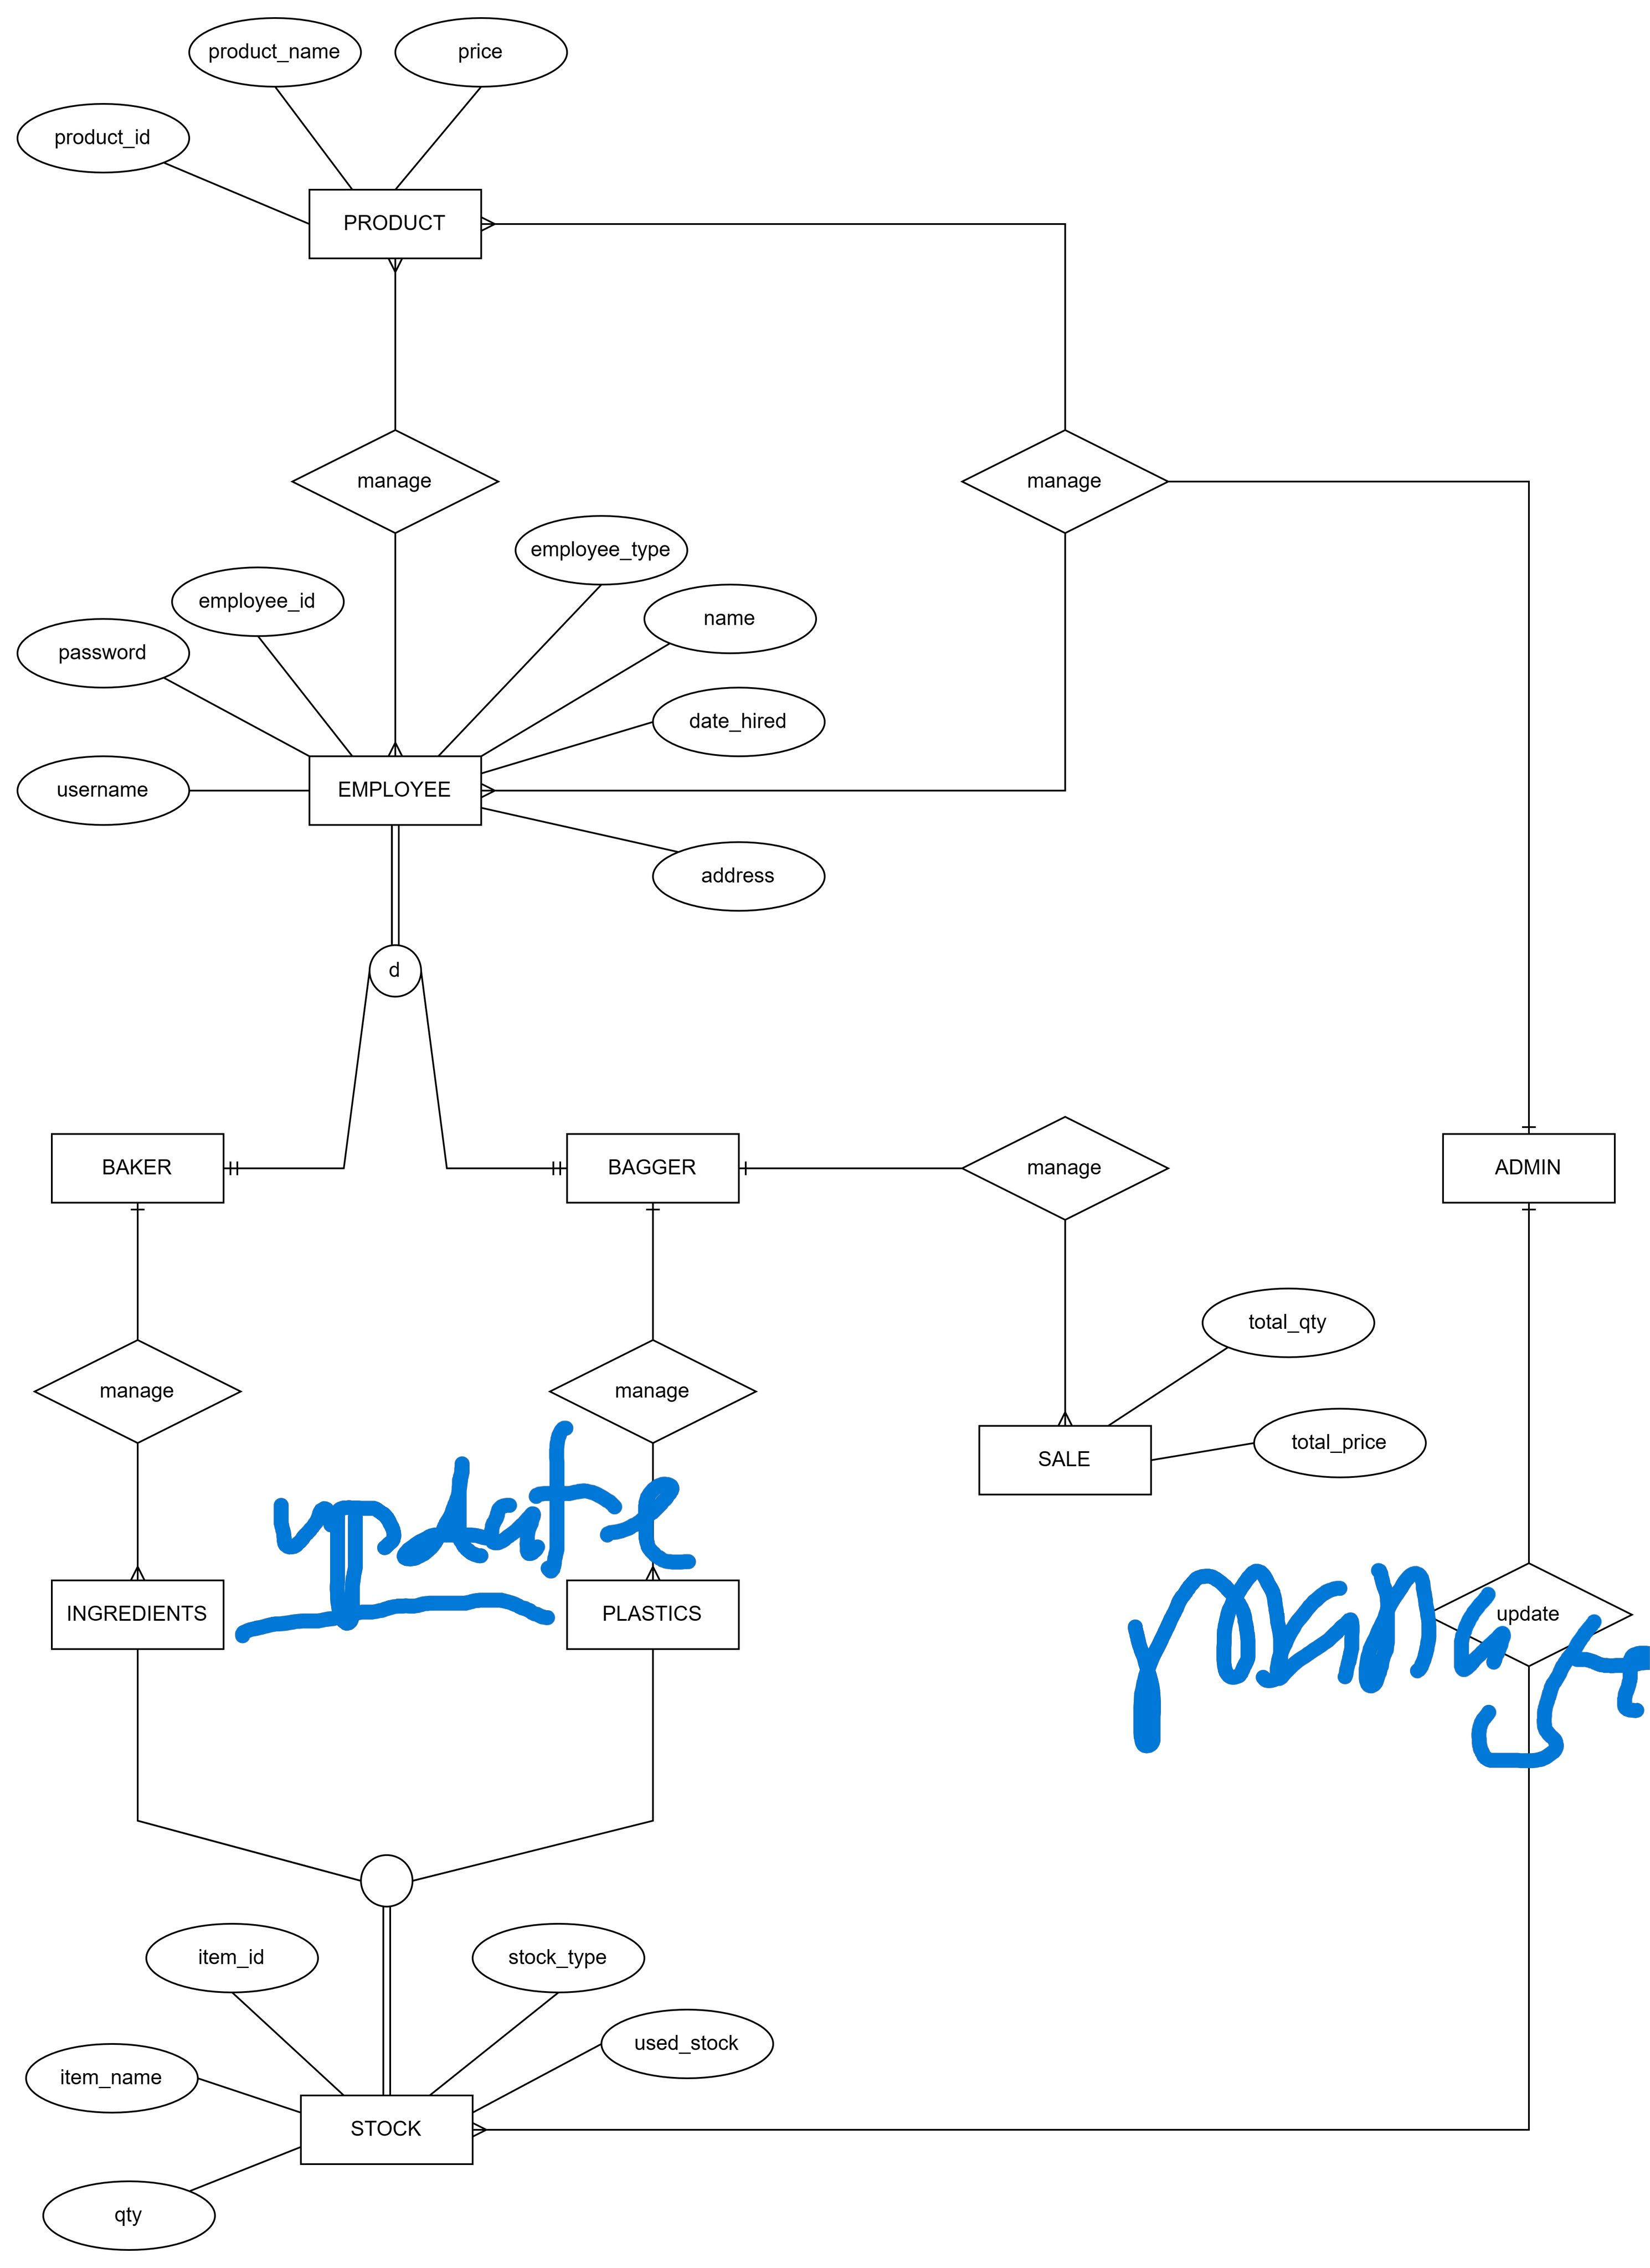 product_name
price
product_id
PRODUCT
manage
manage
employee_type
employee_id
name
password
date_hired
username
EMPLOYEE
address
d
BAKER
BAGGER
manage
ADMIN
total_qty
manage
manage
total_price
SALE
update
INGREDIENTS
PLASTICS
update
manage
item_id
stock_type
used_stock
item_name
STOCK
qty